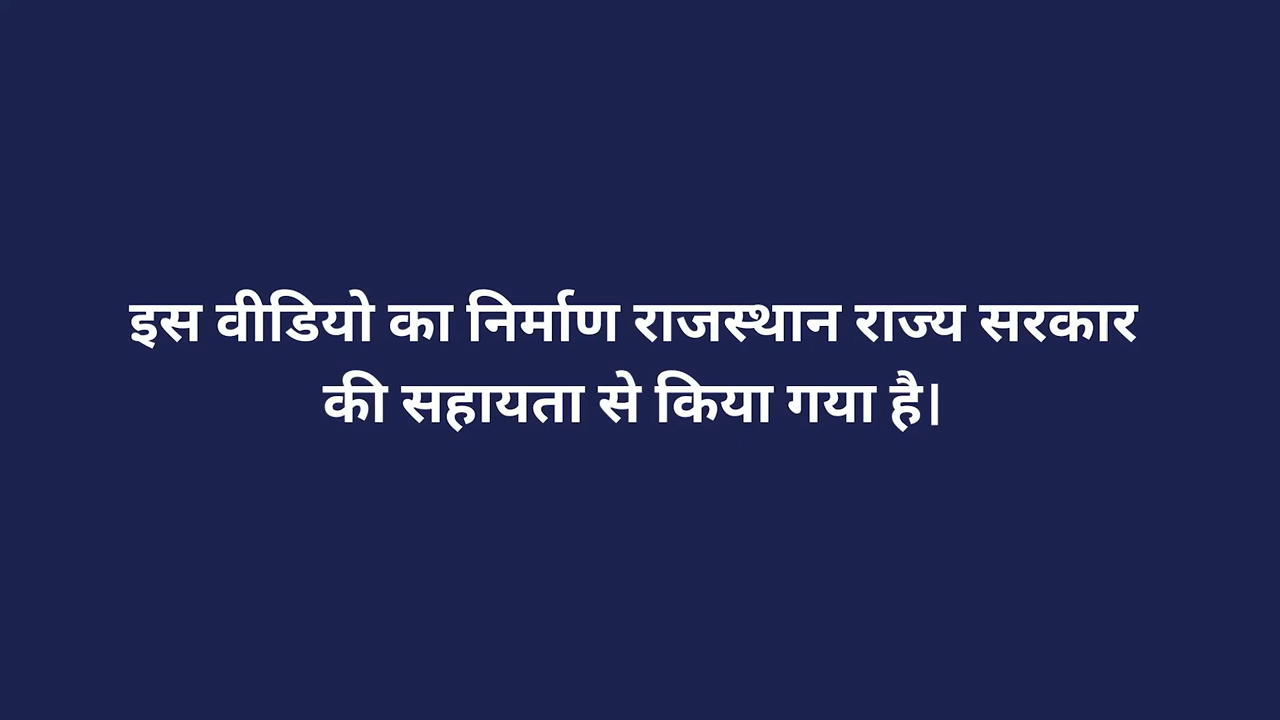 इस वीडियो का निर्माण राजस्थान राज्य सरकार
की सहायता से किया गया है।